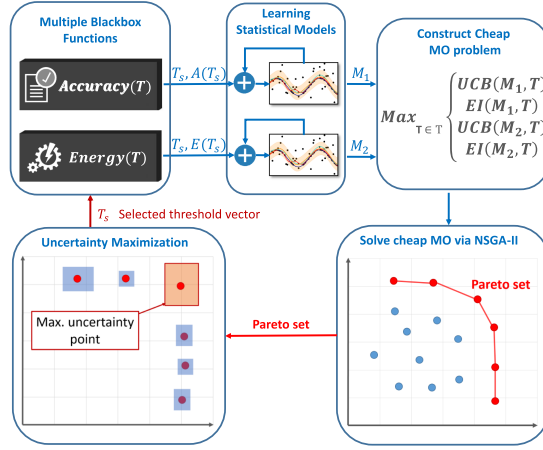 Multiple Blackbox
Functions
Accuracy(T)
Energy(T)
T_s, A(T_s)
T_s, E(T_s)
Learning
Statistical Models
M_1
M_2
Construct Cheap
MO problem
Max_{T ∈ T} { UCB(M_1, T)
EI(M_1, T)
UCB(M_2, T)
EI(M_2, T)
T_s Selected threshold vector
Uncertainty Maximization
Max. uncertainty
point
Pareto set
Solve cheap MO via NSGA-II
Pareto set